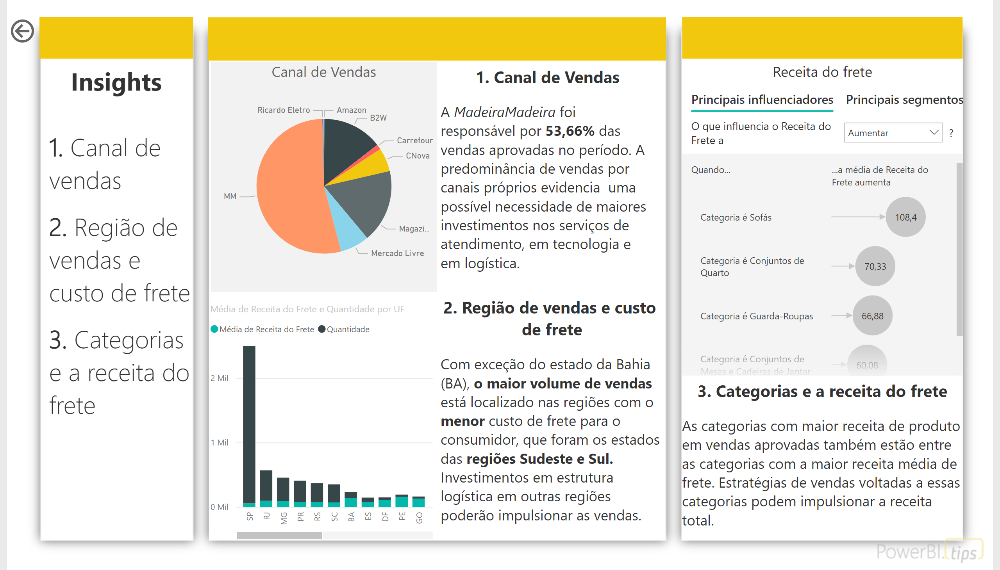 Insights
1. Canal de
vendas
2. Região de
vendas e
custo de frete
3. Categorias
e a receita do
frete
Canal de Vendas
Ricardo Eletro
Amazon
B2W
Carrefour
CNova
MM
Magazi...
Mercado Livre
1. Canal de Vendas
A MadeiraMadeira foi
responsável por 53,66% das
vendas aprovadas no período. A
predominância de vendas por
canais próprios evidencia uma
possível necessidade de maiores
investimentos nos serviços de
atendimento, em tecnologia e
em logística.
Média de Receita do Frete e Quantidade por UF
Média de Receita do Frete Quantidade
2 Mil
1 Mil
0 Mil
SP
RJ
MG
PR
RS
SC
BA
ES
DF
PE
GO
2. Região de vendas e custo
de frete
Com exceção do estado da Bahia
(BA), o maior volume de vendas
está localizado nas regiões com o
menor custo de frete para o
consumidor, que foram os estados
das regiões Sudeste e Sul.
Investimentos em estrutura
logística em outras regiões
poderão impulsionar as vendas.
Receita do frete
Principais influenciadores Principais segmentos
O que influencia o Receita do
Frete a
Aumentar
?
Quando...
...a média de Receita do
Frete aumenta
Categoria é Sofás
108,4
Categoria é Conjuntos de
Quarto
70,33
Categoria é Guarda-Roupas
66,88
Categoria é Conjuntos de
Mesas e Cadeiras de Jantar
60,08
3. Categorias e a receita do frete
As categorias com maior receita de produto
em vendas aprovadas também estão entre
as categorias com a maior receita média de
frete. Estratégias de vendas voltadas a essas
categorias podem impulsionar a receita
total.
PowerBI.tips